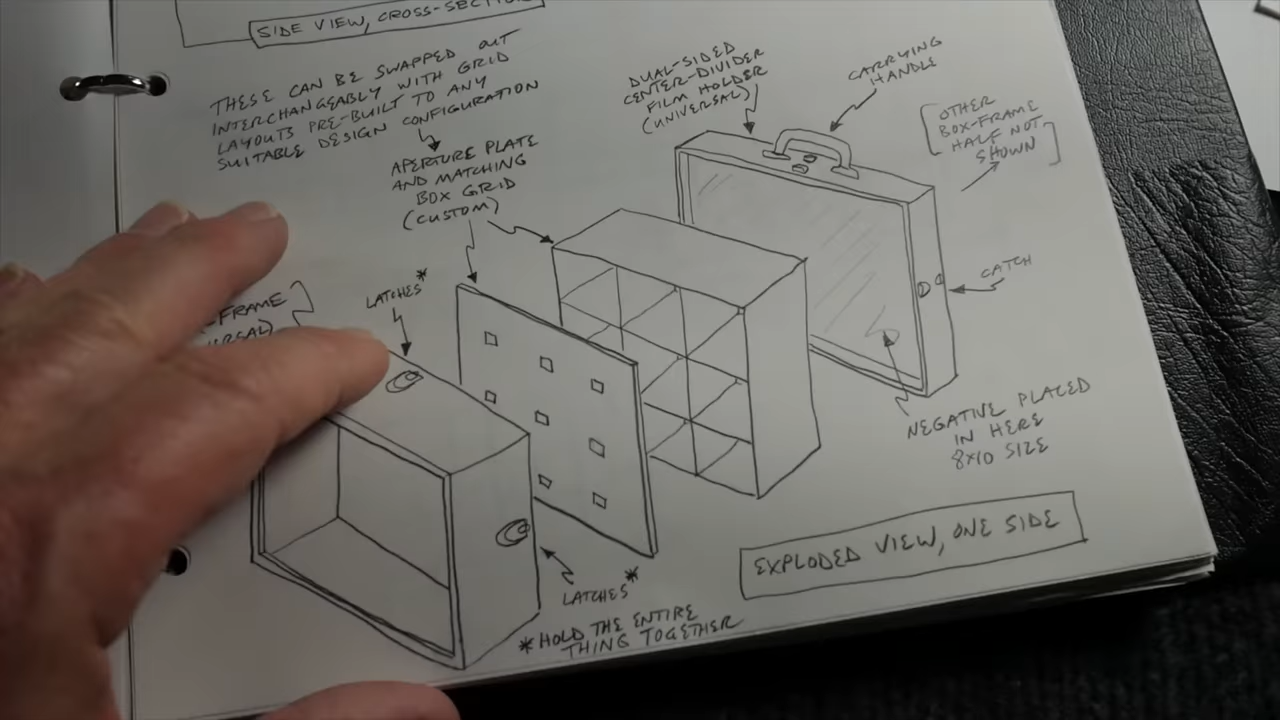 SIDE VIEW, CROSS-SECTION
THESE CAN BE SWAPPED OUT
INTERCHANGEABLY WITH GRID
LAYOUTS PRE-BUILT TO ANY
SUITABLE DESIGN CONFIGURATION
APERTURE PLATE
AND MATCHING
BOX GRID
(CUSTOM)
DUAL-SIDED
CENTER-DIVIDER
FILM HOLDER
(UNIVERSAL)
CARRYING
HANDLE
[OTHER
BOX-FRAME
HALF NOT
SHOWN]
CATCH
LATCHES*
NEGATIVE PLACED
IN HERE
8X10 SIZE
EXPLODED VIEW, ONE SIDE
LATCHES*
*HOLD THE ENTIRE
THING TOGETHER